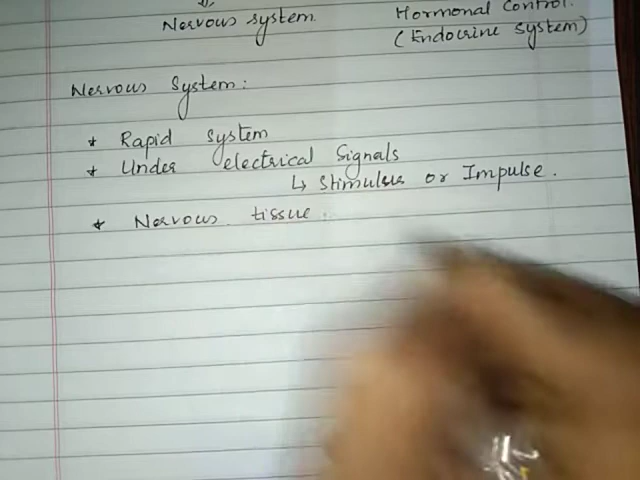 Nervous system.
Hormonal Control.
(Endocrine system)
Nervous System:
* Rapid system
* Under electrical Signals
↳ Stimulus or Impulse.
* Nervous tissue.